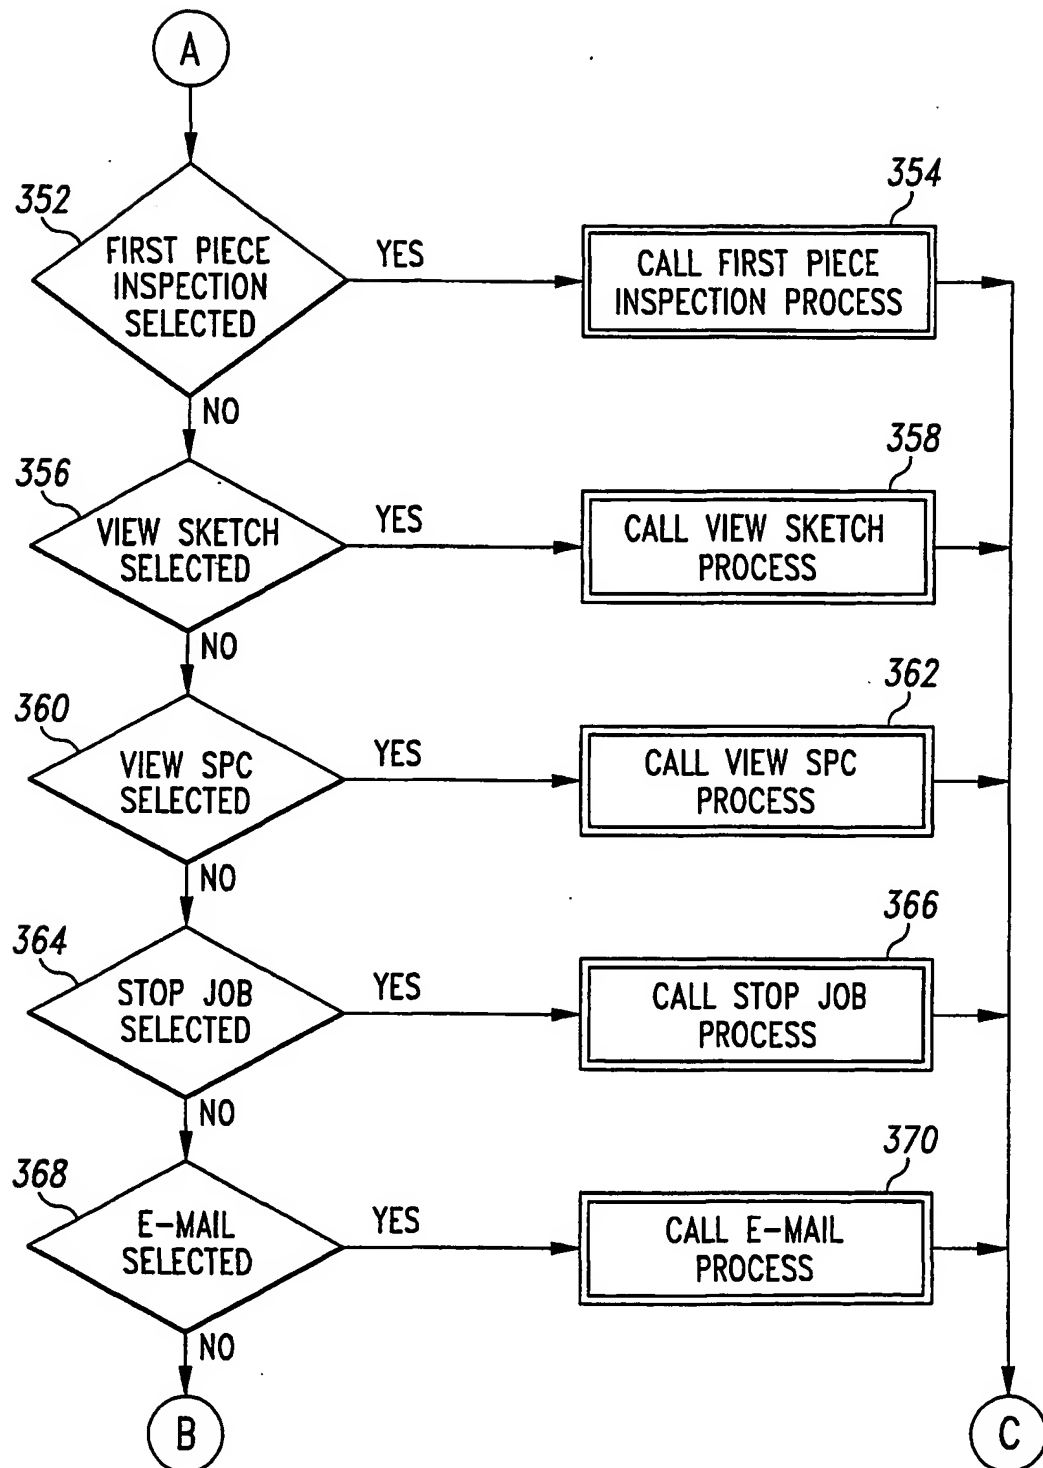 A
352
FIRST PIECE
INSPECTION
SELECTED
YES
354
CALL FIRST PIECE
INSPECTION PROCESS
NO
356
VIEW SKETCH
SELECTED
YES
358
CALL VIEW SKETCH
PROCESS
NO
360
VIEW SPC
SELECTED
YES
362
CALL VIEW SPC
PROCESS
NO
364
STOP JOB
SELECTED
YES
366
CALL STOP JOB
PROCESS
NO
368
E-MAIL
SELECTED
YES
370
CALL E-MAIL
PROCESS
NO
B
C